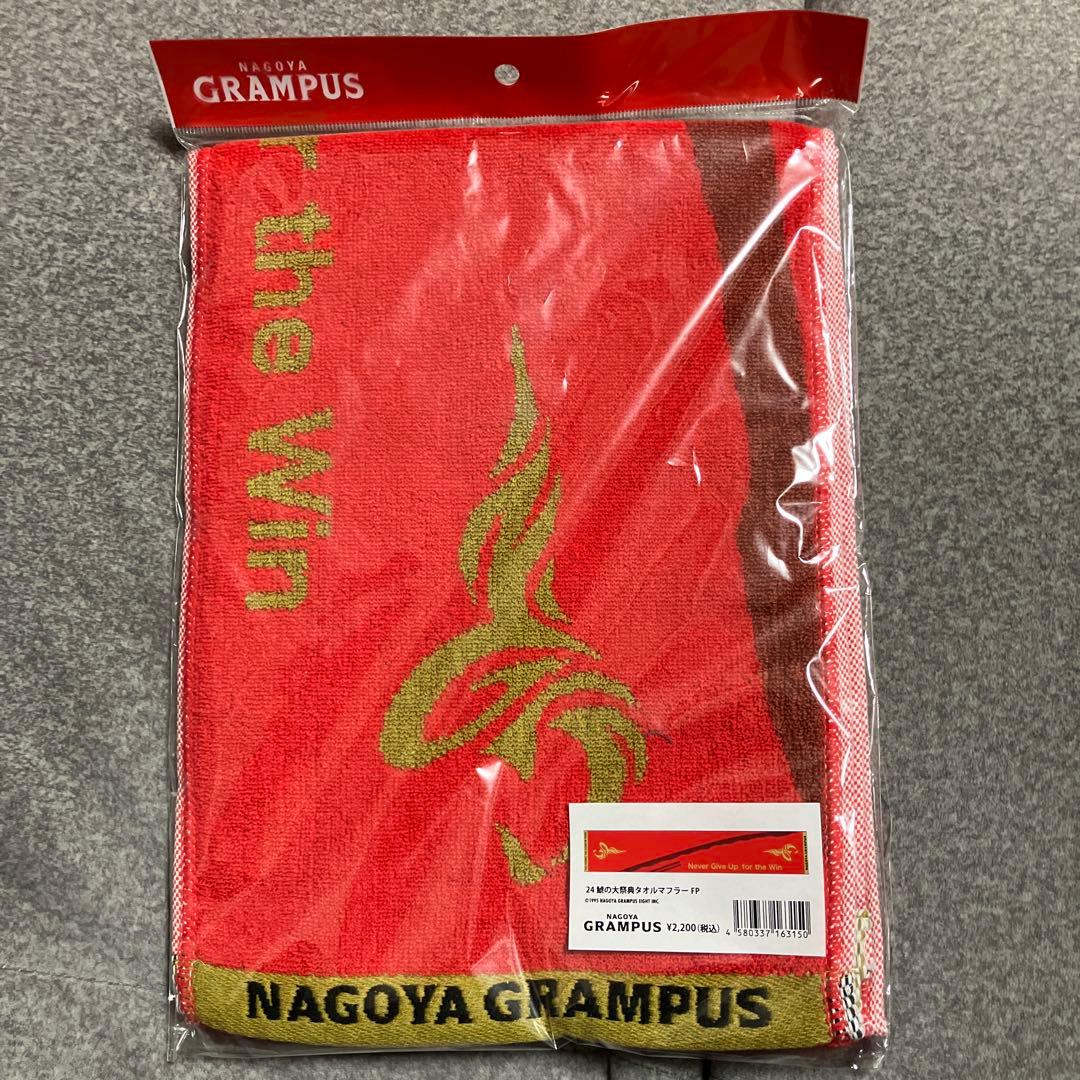 NAGOYA
GRAMPUS
r the Win
Never Give Up for the Win
24 鯱の大祭典タオルマフラー FP
©1995 NAGOYA GRAMPUS EIGHT INC.
NAGOYA
GRAMPUS ¥2,200(税込)
4 580337 163150
NAGOYA GRAMPUS